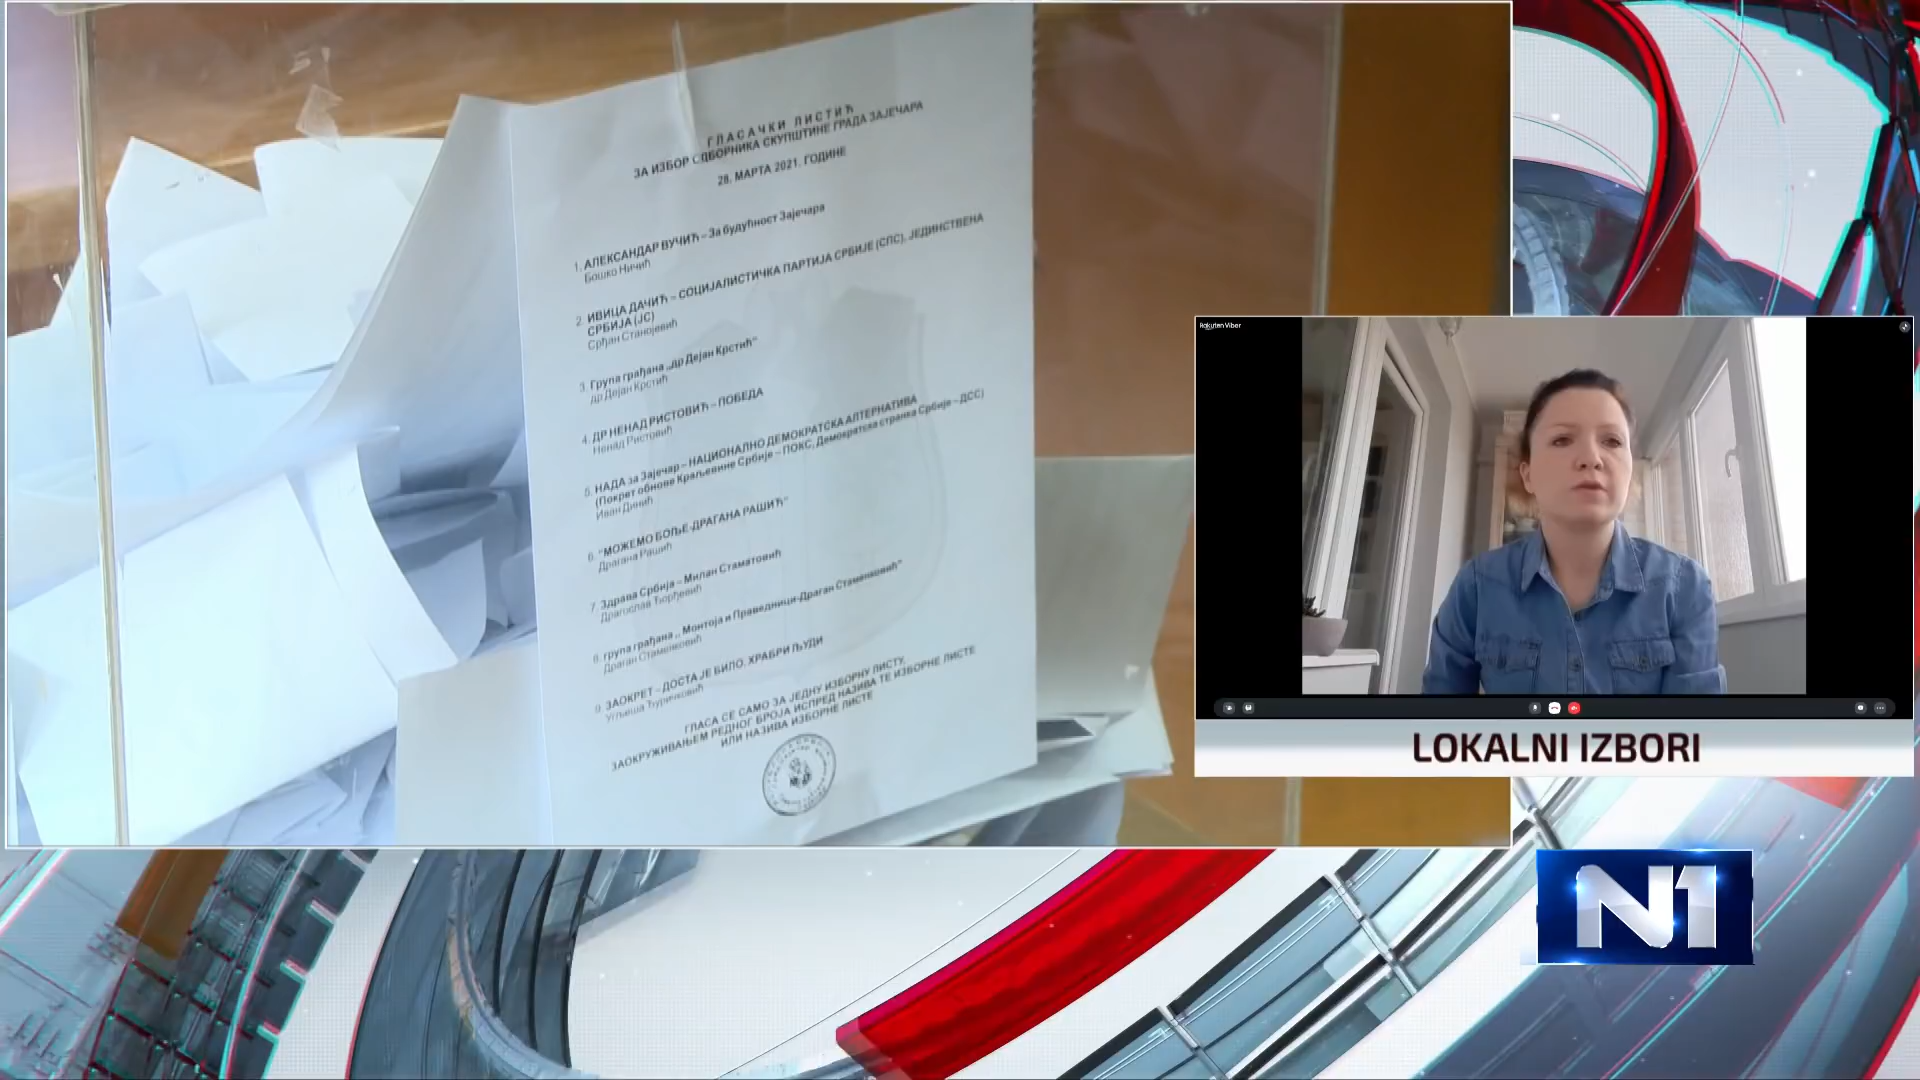 ГЛАСАЧКИ ЛИСТИЋ
ЗА ИЗБОР ОДБОРНИКА СКУПШТИНЕ ГРАДА ЗАЈЕЧАРА
28. МАРТА 2021. ГОДИНЕ
1. АЛЕКСАНДАР ВУЧИЋ – За будућност Зајечара
Бошко Ничић
2. ИВИЦА ДАЧИЋ – СОЦИЈАЛИСТИЧКА ПАРТИЈА СРБИЈЕ (СПС), ЈЕДИНСТВЕНА
СРБИЈА (ЈС)
Срђан Станојевић
3. Група грађана „др Дејан Крстић“
др Дејан Крстић
4. ДР НЕНАД РИСТОВИЋ – ПОБЕДА
Ненад Ристовић
5. НАДА за Зајечар – НАЦИОНАЛНО ДЕМОКРАТСКА АЛТЕРНАТИВА
(Покрет обнове Краљевине Србије – ПОКС, Демократска странка Србије – ДСС)
Иван Динић
6. "МОЖЕМО БОЉЕ-ДРАГАНА РАШИЋ"
Драгана Рашић
7. Здрава Србија – Милан Стаматовић
Драгослав Ђорђевић
8. група грађана ,, Монтоја и Праведници-Драган Стаменковић"
Драган Стаменковић
9. ЗАОКРЕТ – ДОСТА ЈЕ БИЛО, ХРАБРИ ЉУДИ
Угљеша Ђуричковић
ГЛАСА СЕ САМО ЗА ЈЕДНУ ИЗБОРНУ ЛИСТУ,
ЗАОКРУЖИВАЊЕМ РЕДНОГ БРОЈА ИСПРЕД НАЗИВА ТЕ ИЗБОРНЕ ЛИСТЕ
ИЛИ НАЗИВА ИЗБОРНЕ ЛИСТЕ
Rakuten Viber
LOKALNI IZBORI
N1